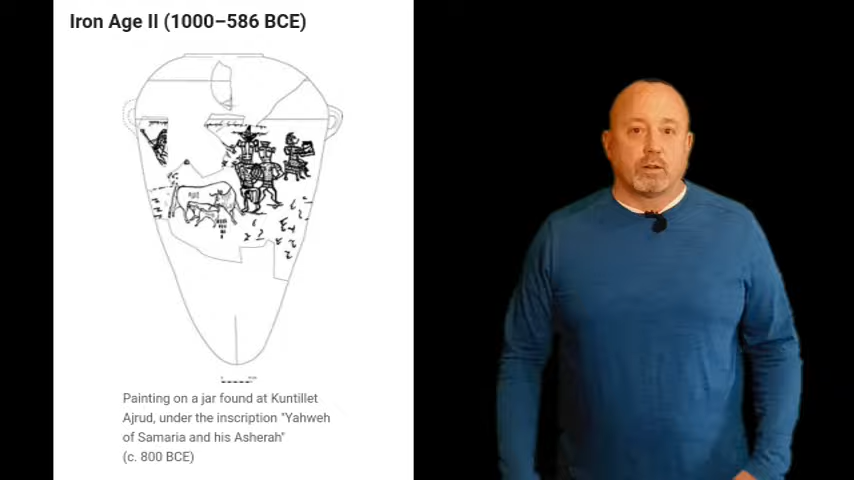 Iron Age II (1000–586 BCE)
Painting on a jar found at Kuntillet
Ajrud, under the inscription "Yahweh
of Samaria and his Asherah"
(c. 800 BCE)